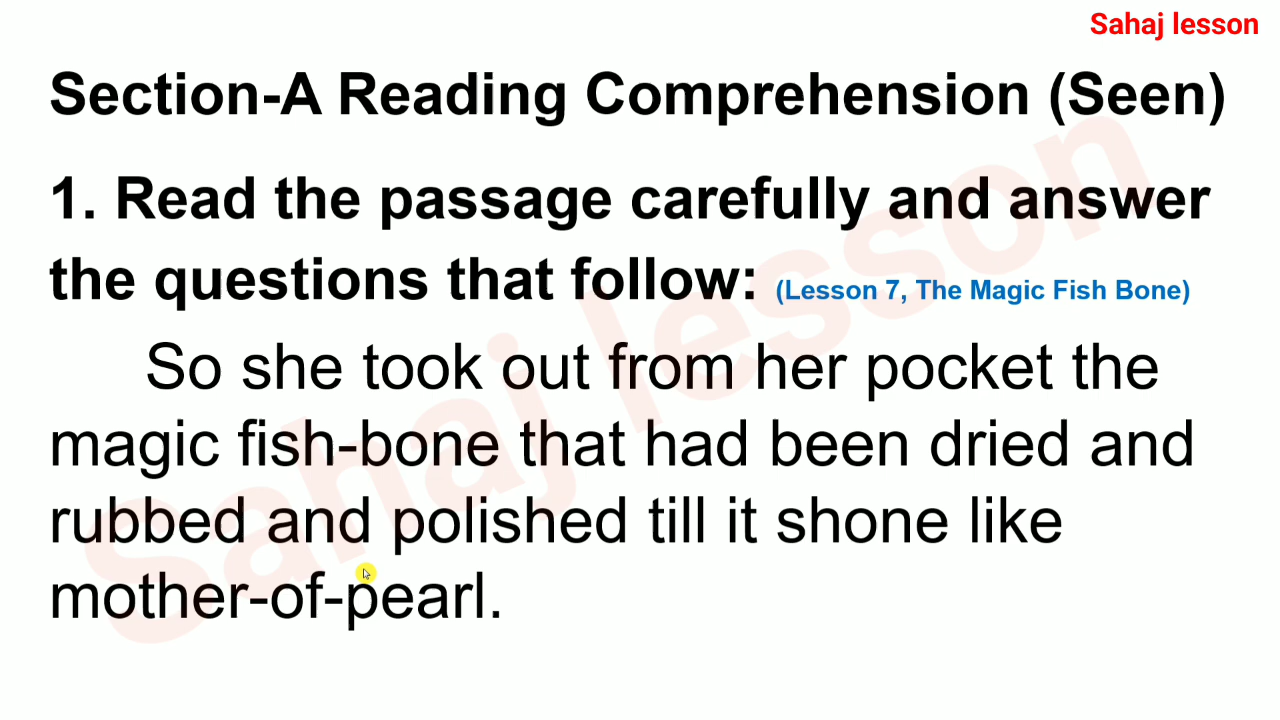 Sahaj lesson
Section-A Reading Comprehension (Seen)
1. Read the passage carefully and answer
the questions that follow: (Lesson 7, The Magic Fish Bone)
So she took out from her pocket the
magic fish-bone that had been dried and
rubbed and polished till it shone like
mother-of-pearl.
Sahaj lesson